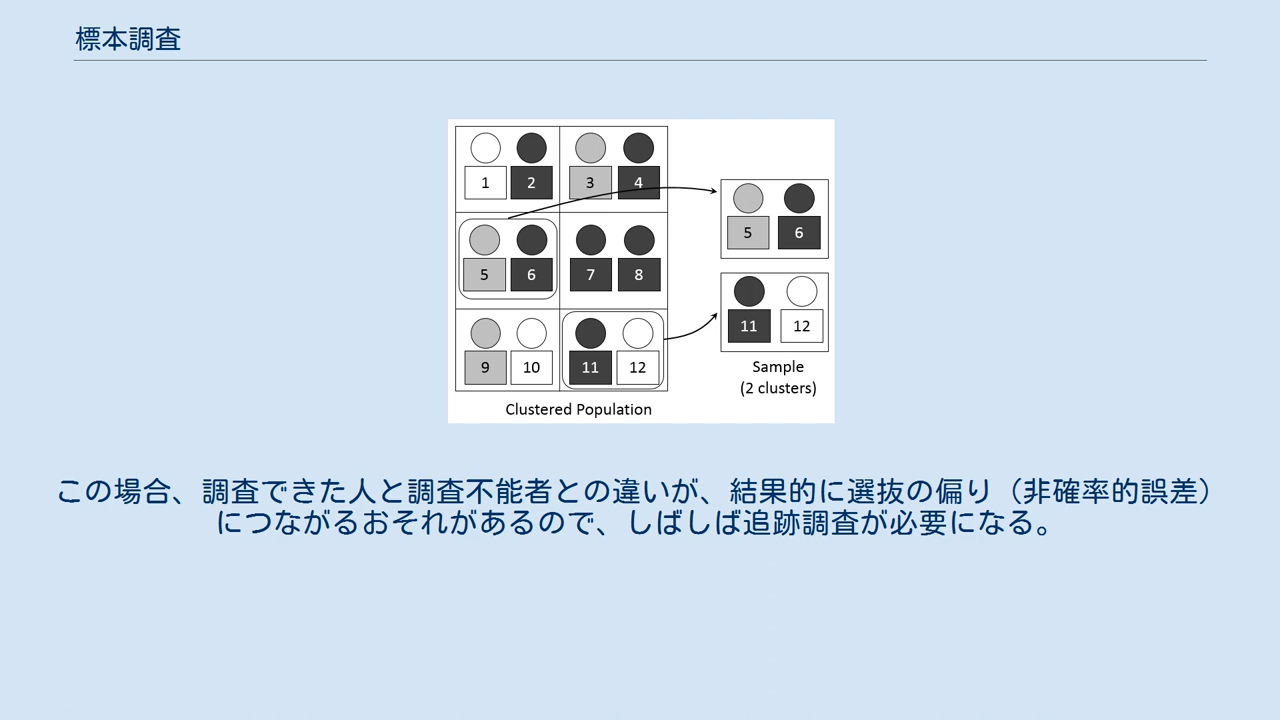 標本調査
1 2 3 4
5 6
5 6 7 8
11 12
9 10 11 12
Sample
(2 clusters)
Clustered Population
この場合、調査できた人と調査不能者との違いが、結果的に選抜の偏り（非確率的誤差）
につながるおそれがあるので、しばしば追跡調査が必要になる。